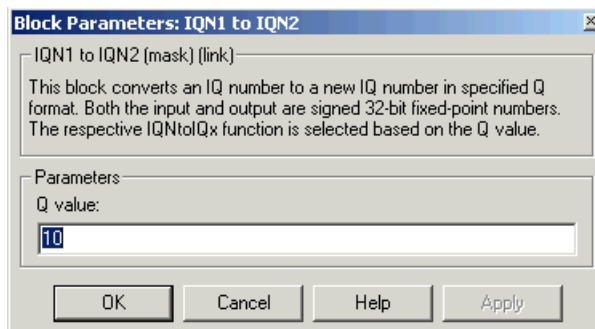 Block Parameters: IQN1 to IQN2
IQN1 to IQN2 (mask) (link)
This block converts an IQ number to a new IQ number in specified Q
format. Both the input and output are signed 32-bit fixed-point numbers.
The respective IQNtoIQx function is selected based on the Q value.
Parameters
Q value:
10
OK Cancel Help Apply